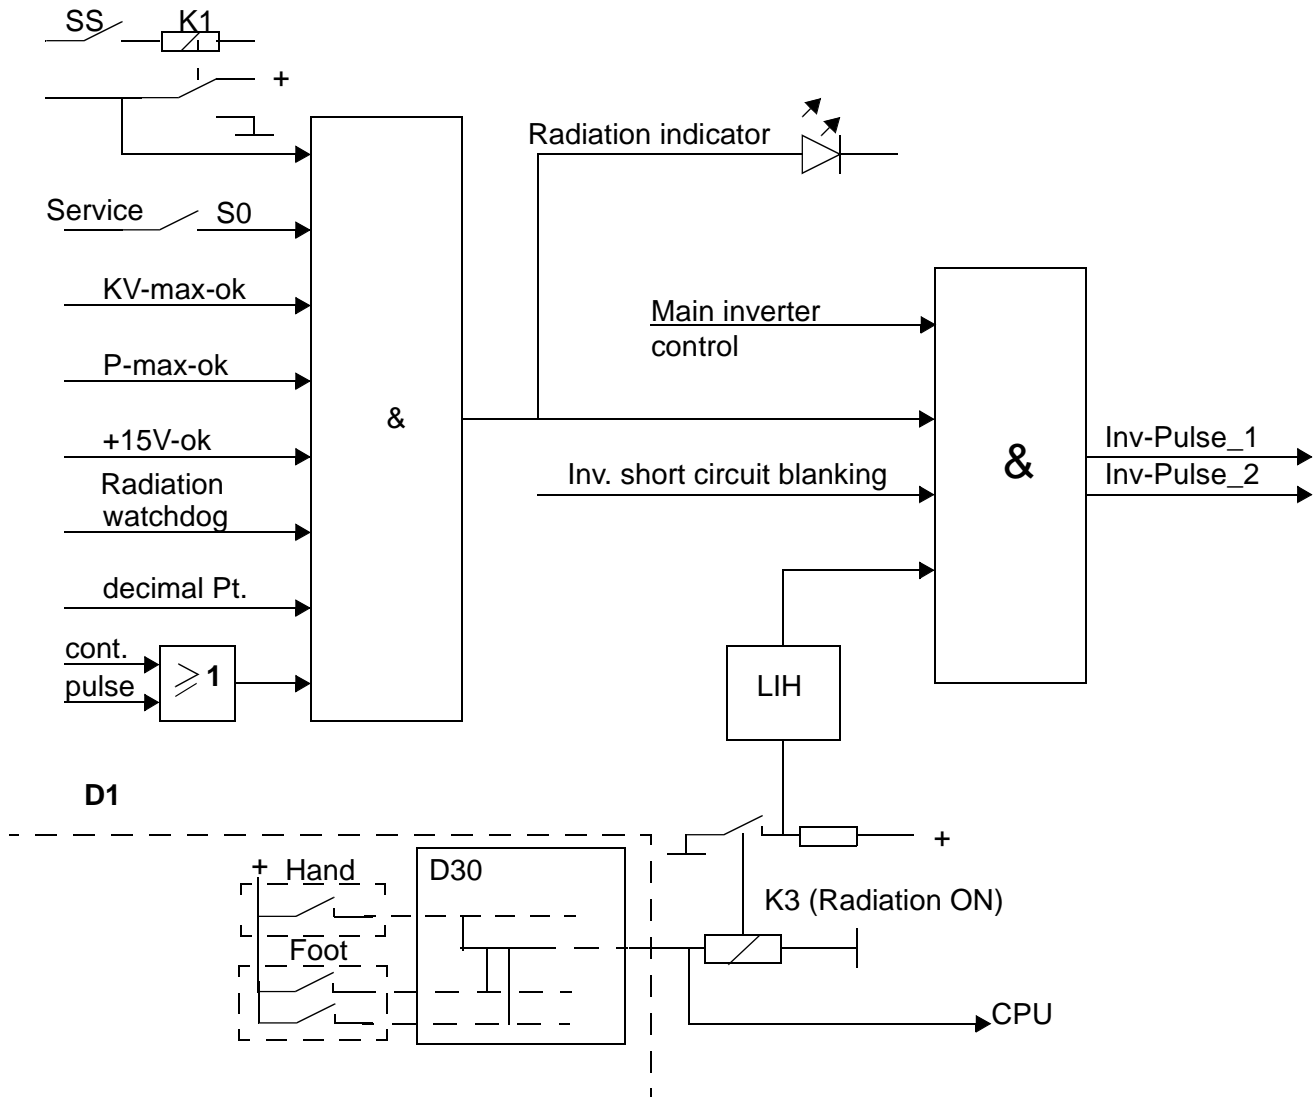 SS
K1
+
Radiation indicator
Service
S0
KV-max-ok
Main inverter
control
P-max-ok
&
+15V-ok
Inv-Pulse_1
&
Inv. short circuit blanking
Inv-Pulse_2
Radiation
watchdog
decimal Pt.
cont.
pulse
⩾ 1
LIH
D1
+
+ Hand
D30
K3 (Radiation ON)
Foot
CPU